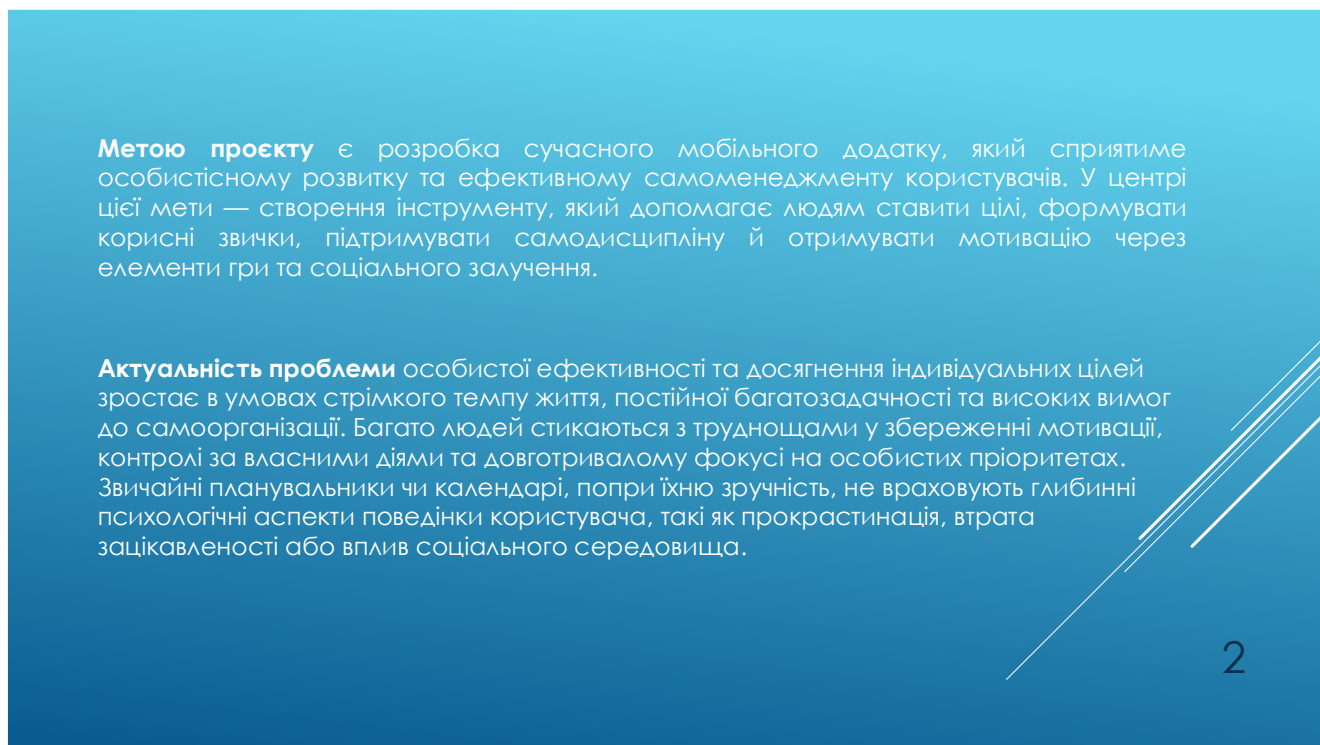 Метою проєкту є розробка сучасного мобільного додатку, який сприятиме
особистісному розвитку та ефективному самоменеджменту користувачів. У центрі
цієї мети — створення інструменту, який допомагає людям ставити цілі, формувати
корисні звички, підтримувати самодисципліну й отримувати мотивацію через
елементи гри та соціального залучення.
Актуальність проблеми особистої ефективності та досягнення індивідуальних цілей
зростає в умовах стрімкого темпу життя, постійної багатозадачності та високих вимог
до самоорганізації. Багато людей стикаються з труднощами у збереженні мотивації,
контролі за власними діями та довготривалому фокусі на особистих пріоритетах.
Звичайні планувальники чи календарі, попри їхню зручність, не враховують глибинні
психологічні аспекти поведінки користувача, такі як прокрастинація, втрата
зацікавленості або вплив соціального середовища.
2